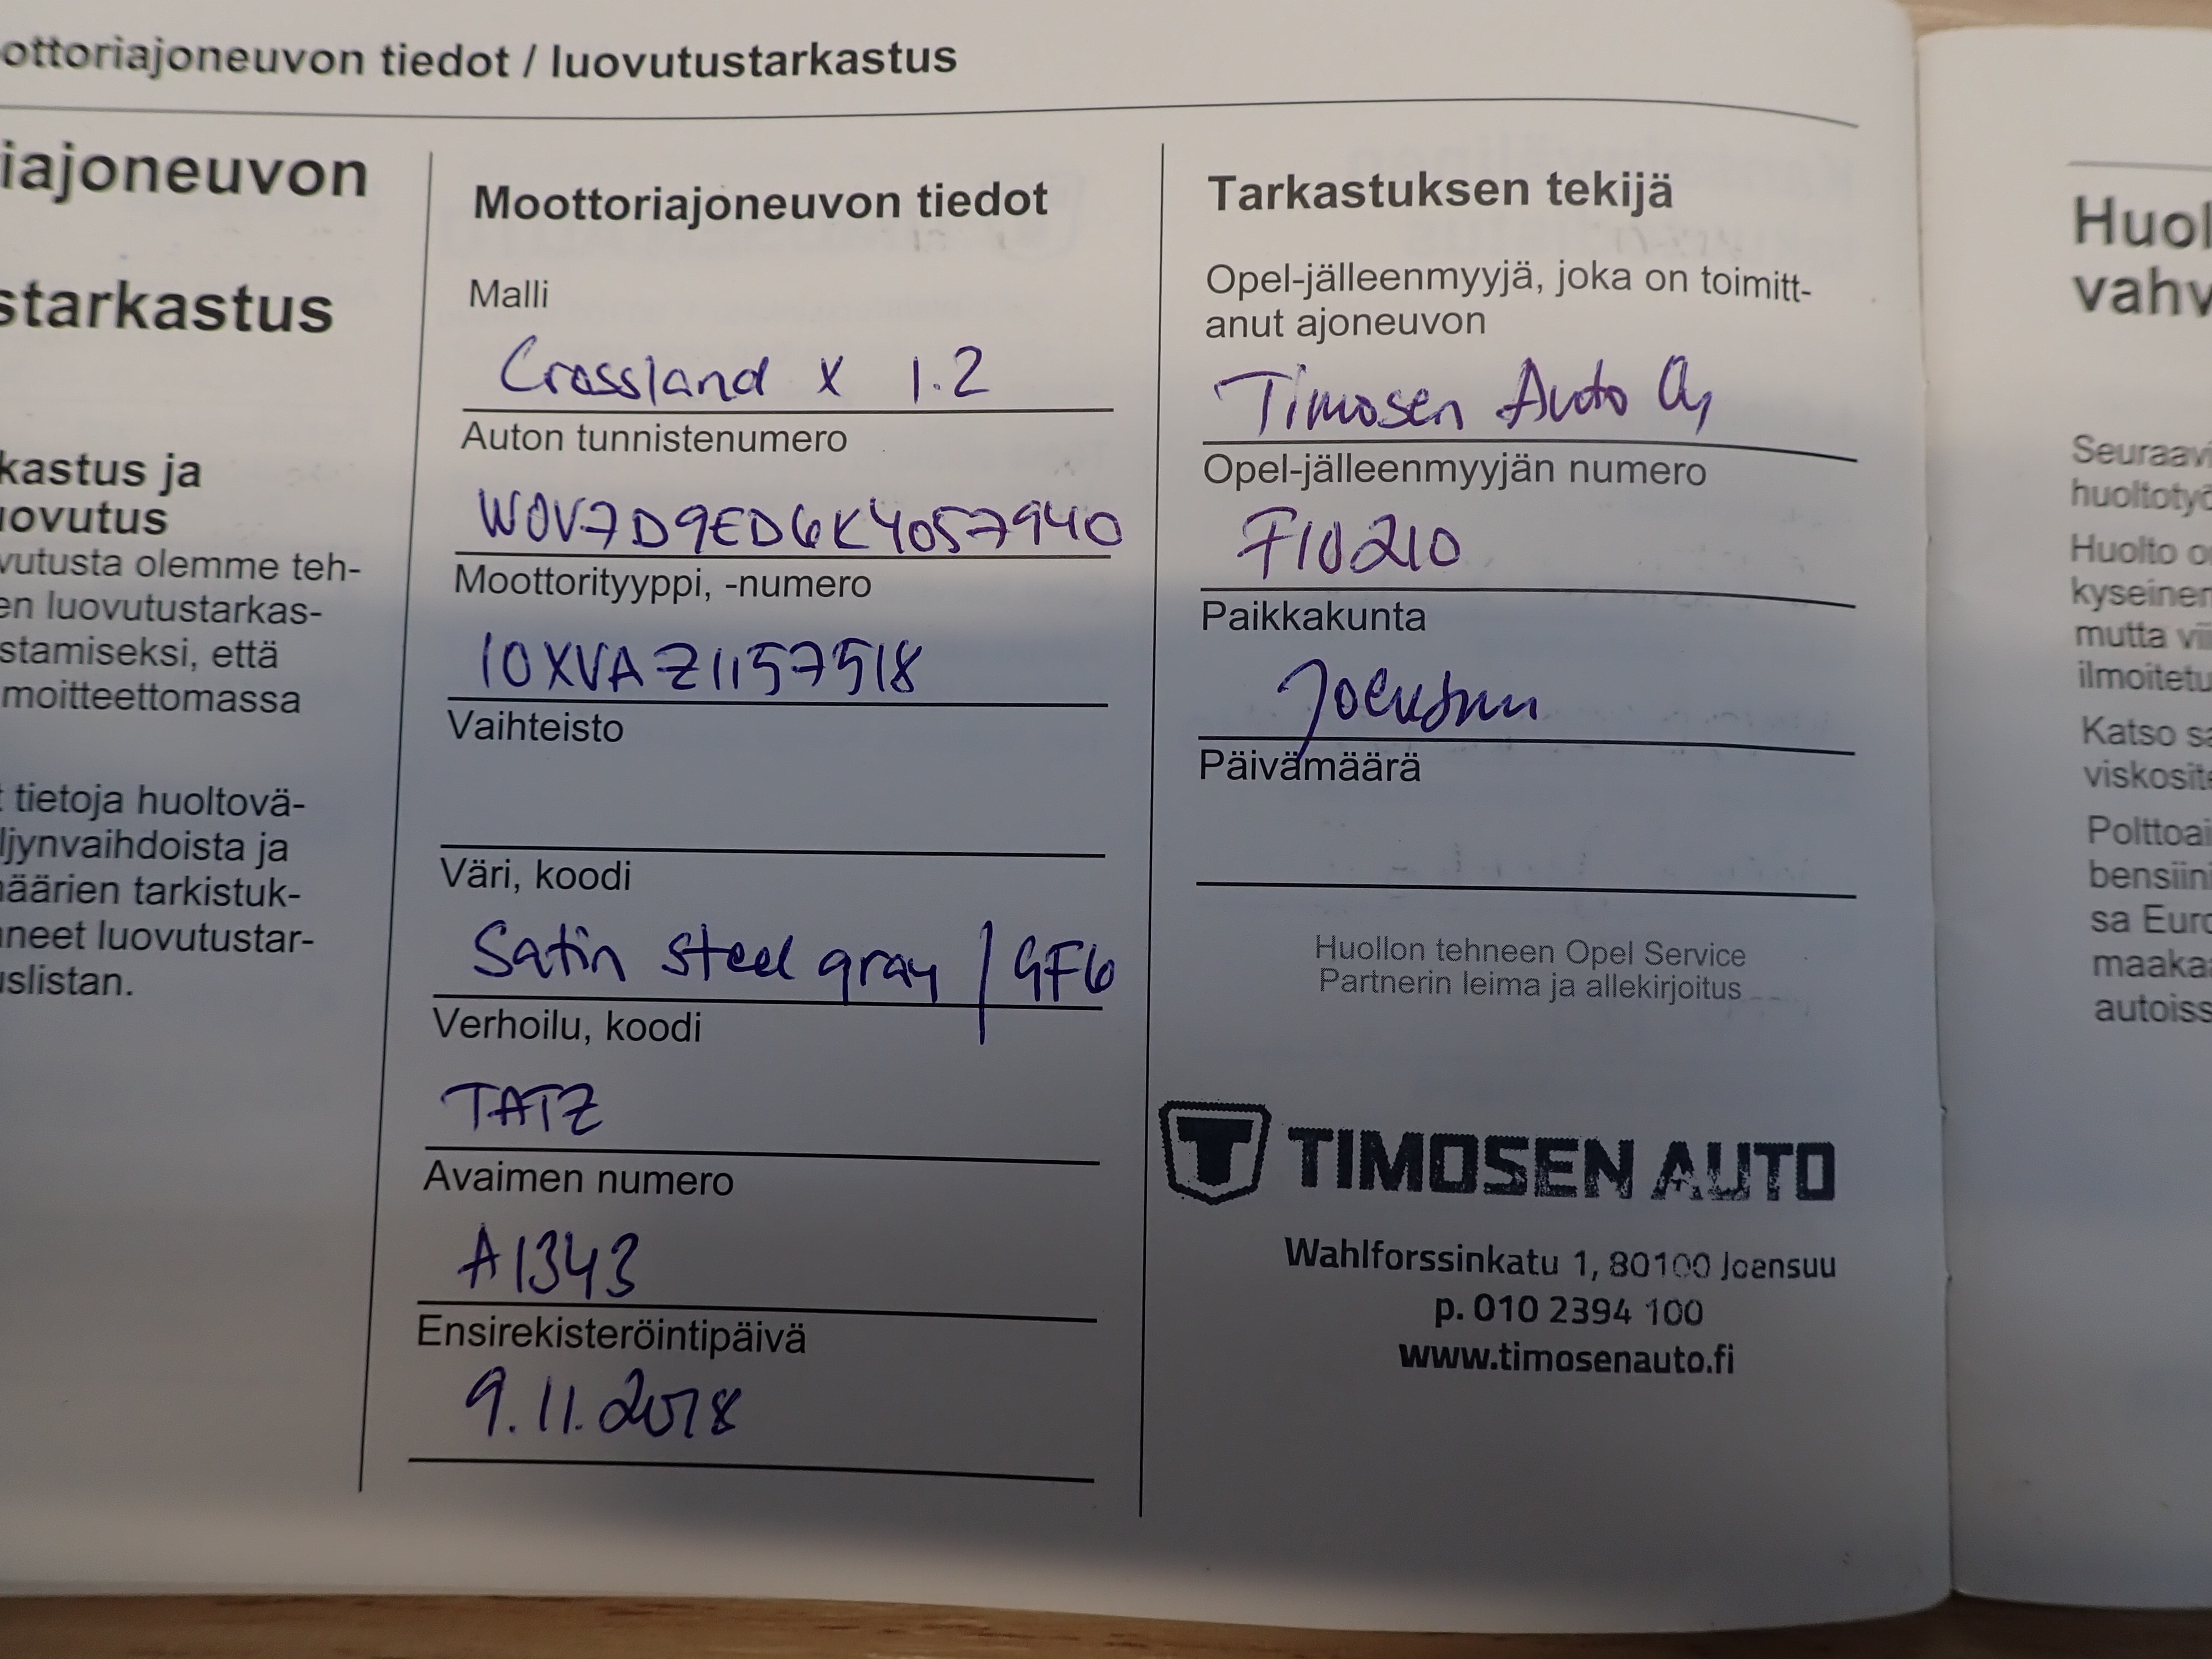 ottoriajoneuvon tiedot / luovutustarkastus
iajoneuvon
starkastus
kastus ja
uovutus
vutusta olemme teh-
en luovutustarkas-
stamiseksi, että
moitteettomassa
tietoja huoltovä-
ljynvaihdoista ja
äärien tarkistuk-
neet luovutustar-
uslistan.
Moottoriajoneuvon tiedot
Malli
Crossland X 1.2
Auton tunnistenumero
W0V7D9ED6K4057940
Moottorityyppi, -numero
10XVAZ1157518
Vaihteisto
Väri, koodi
Satin steel gray / GF6
Verhoilu, koodi
TATZ
Avaimen numero
A1343
Ensirekisteröintipäivä
9.11.2018
Tarkastuksen tekijä
Opel-jälleenmyyjä, joka on toimitt-
anut ajoneuvon
Timosen Auto Oy
Opel-jälleenmyyjän numero
F10210
Paikkakunta
Joensuu
Päivämäärä
Huollon tehneen Opel Service
Partnerin leima ja allekirjoitus
T TIMOSEN AUTO
Wahlforssinkatu 1, 80100 Joensuu
p. 010 2394 100
www.timosenauto.fi
Huol
vahv
Seuraavi
huoltotyö
Huolto o
kyseinen
mutta vii
ilmoitetu
Katso sa
viskosite
Polttoai
bensiini
sa Euro
maakaa
autoiss